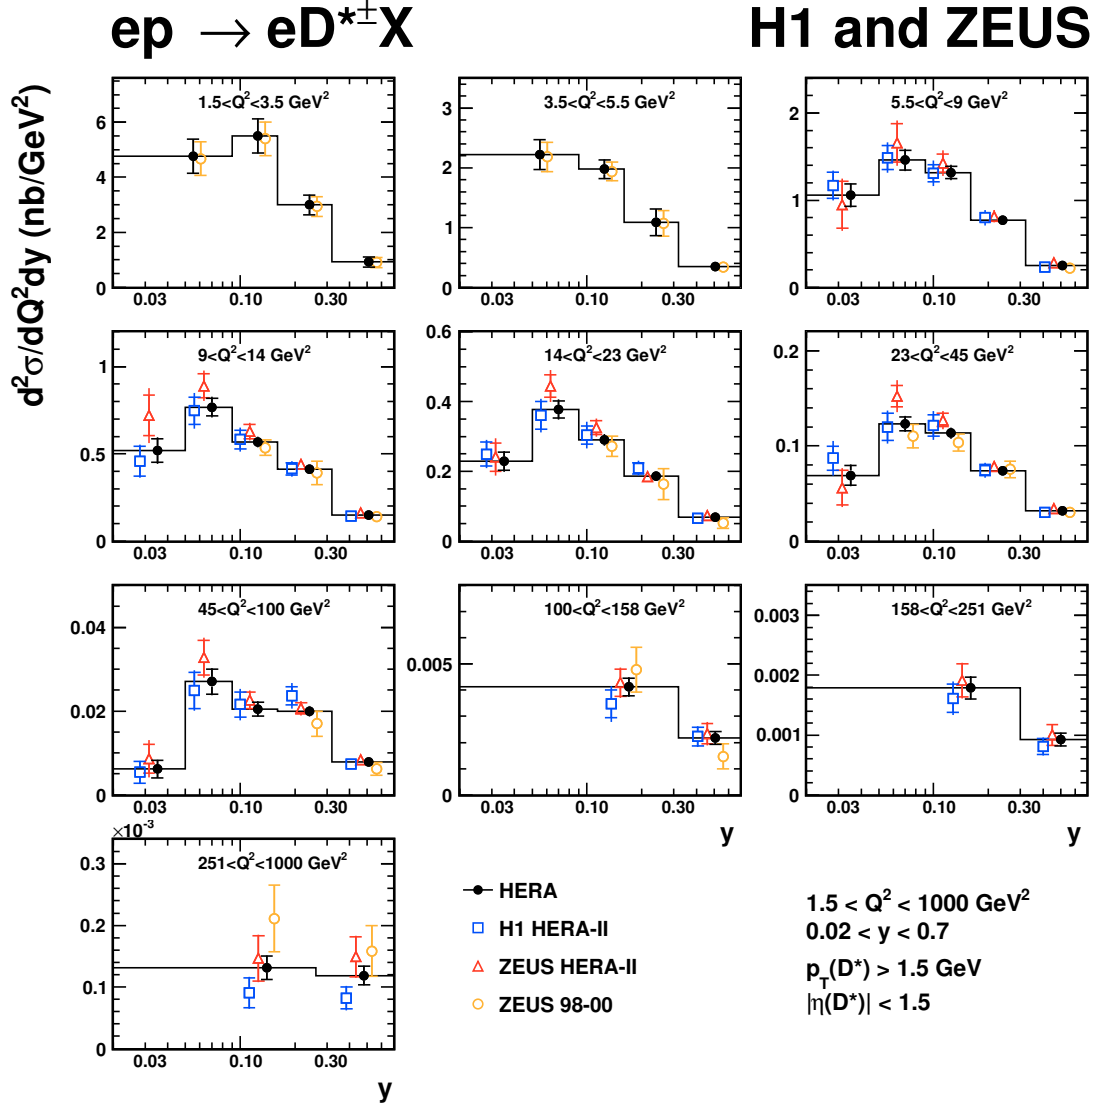 ep → eD*±X
H1 and ZEUS
d²σ/dQ²dy (nb/GeV²)
1.5<Q²<3.5 GeV²
6
4
2
0
0.03 0.10 0.30
3.5<Q²<5.5 GeV²
3
2
1
0
0.03 0.10 0.30
5.5<Q²<9 GeV²
2
1
0
0.03 0.10 0.30
9<Q²<14 GeV²
1
0.5
0
0.03 0.10 0.30
14<Q²<23 GeV²
0.6
0.4
0.2
0
0.03 0.10 0.30
23<Q²<45 GeV²
0.2
0.1
0
0.03 0.10 0.30
45<Q²<100 GeV²
0.04
0.02
0
0.03 0.10 0.30
100<Q²<158 GeV²
0.005
0
0.03 0.10 0.30
y
158<Q²<251 GeV²
0.003
0.002
0.001
0
0.03 0.10 0.30
y
×10⁻³
251<Q²<1000 GeV²
0.3
0.2
0.1
0
0.03 0.10 0.30
y
HERA
H1 HERA-II
ZEUS HERA-II
ZEUS 98-00
1.5 < Q² < 1000 GeV²
0.02 < y < 0.7
p_T(D*) > 1.5 GeV
|η(D*)| < 1.5